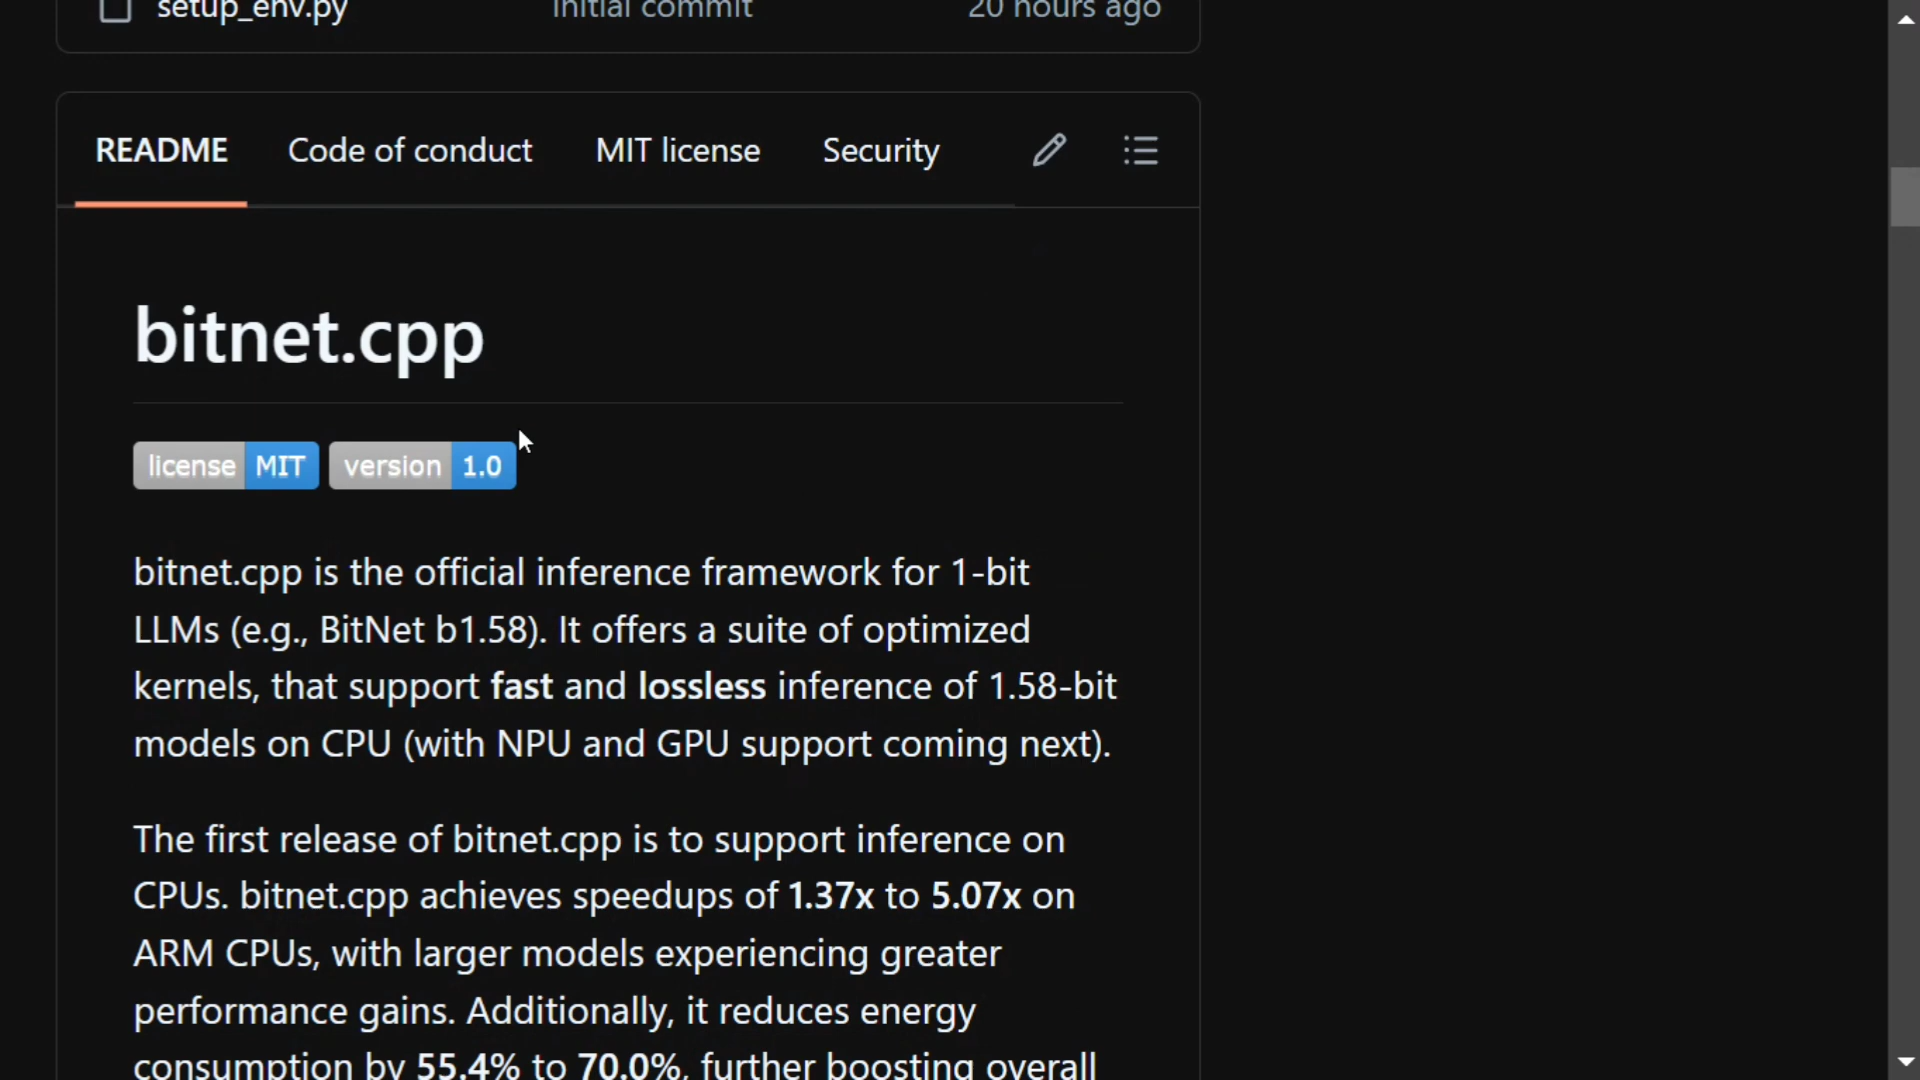 setup_env.py Initial commit 20 hours ago
README Code of conduct MIT license Security
bitnet.cpp
license MIT version 1.0
bitnet.cpp is the official inference framework for 1-bit
LLMs (e.g., BitNet b1.58). It offers a suite of optimized
kernels, that support fast and lossless inference of 1.58-bit
models on CPU (with NPU and GPU support coming next).
The first release of bitnet.cpp is to support inference on
CPUs. bitnet.cpp achieves speedups of 1.37x to 5.07x on
ARM CPUs, with larger models experiencing greater
performance gains. Additionally, it reduces energy
consumption by 55.4% to 70.0%, further boosting overall